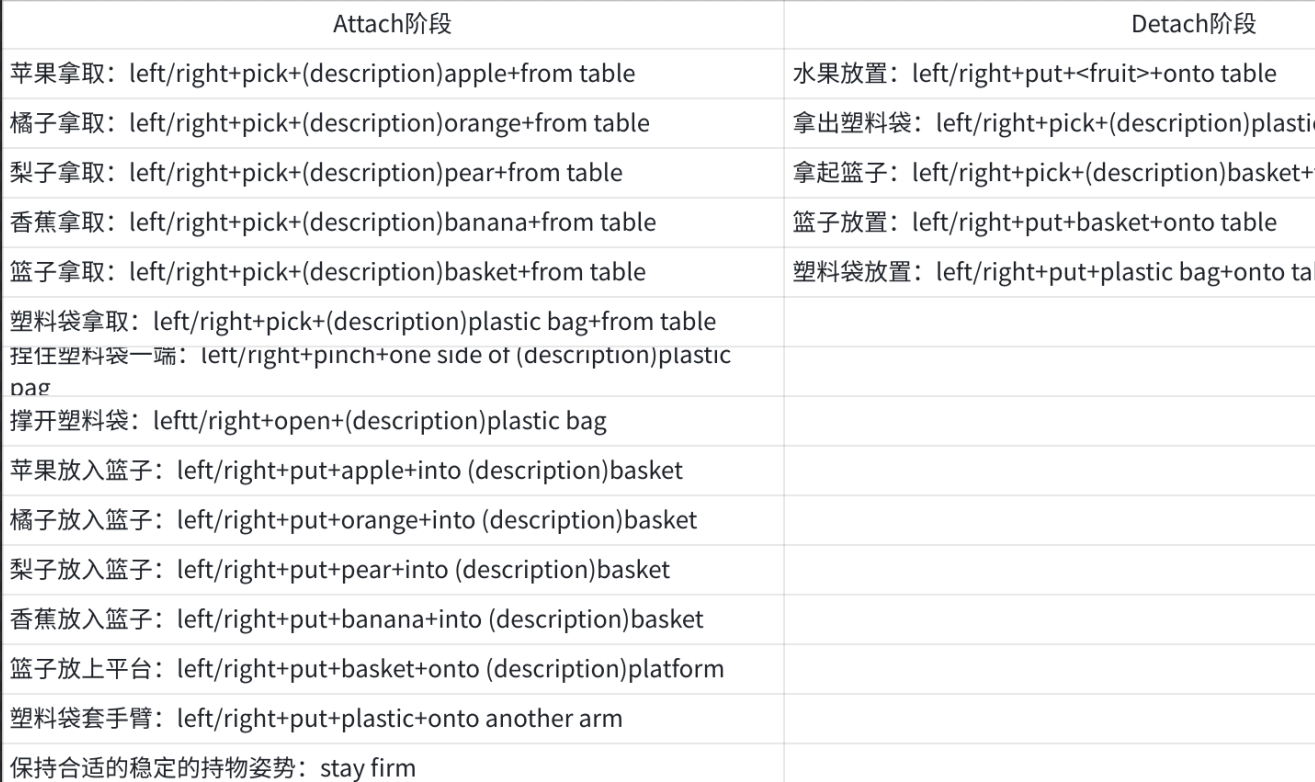 Attach阶段
Detach阶段
苹果拿取：left/right+pick+(description)apple+from table
水果放置：left/right+put+<fruit>+onto table
橘子拿取：left/right+pick+(description)orange+from table
拿出塑料袋：left/right+pick+(description)plasti
梨子拿取：left/right+pick+(description)pear+from table
拿起篮子：left/right+pick+(description)basket+
香蕉拿取：left/right+pick+(description)banana+from table
篮子放置：left/right+put+basket+onto table
篮子拿取：left/right+pick+(description)basket+from table
塑料袋放置：left/right+put+plastic bag+onto ta
塑料袋拿取：left/right+pick+(description)plastic bag+from table
捏住塑料袋一端：left/right+pinch+one side of (description)plastic
bag
撑开塑料袋：leftt/right+open+(description)plastic bag
苹果放入篮子：left/right+put+apple+into (description)basket
橘子放入篮子：left/right+put+orange+into (description)basket
梨子放入篮子：left/right+put+pear+into (description)basket
香蕉放入篮子：left/right+put+banana+into (description)basket
篮子放上平台：left/right+put+basket+onto (description)platform
塑料袋套手臂：left/right+put+plastic+onto another arm
保持合适的稳定的持物姿势：stay firm